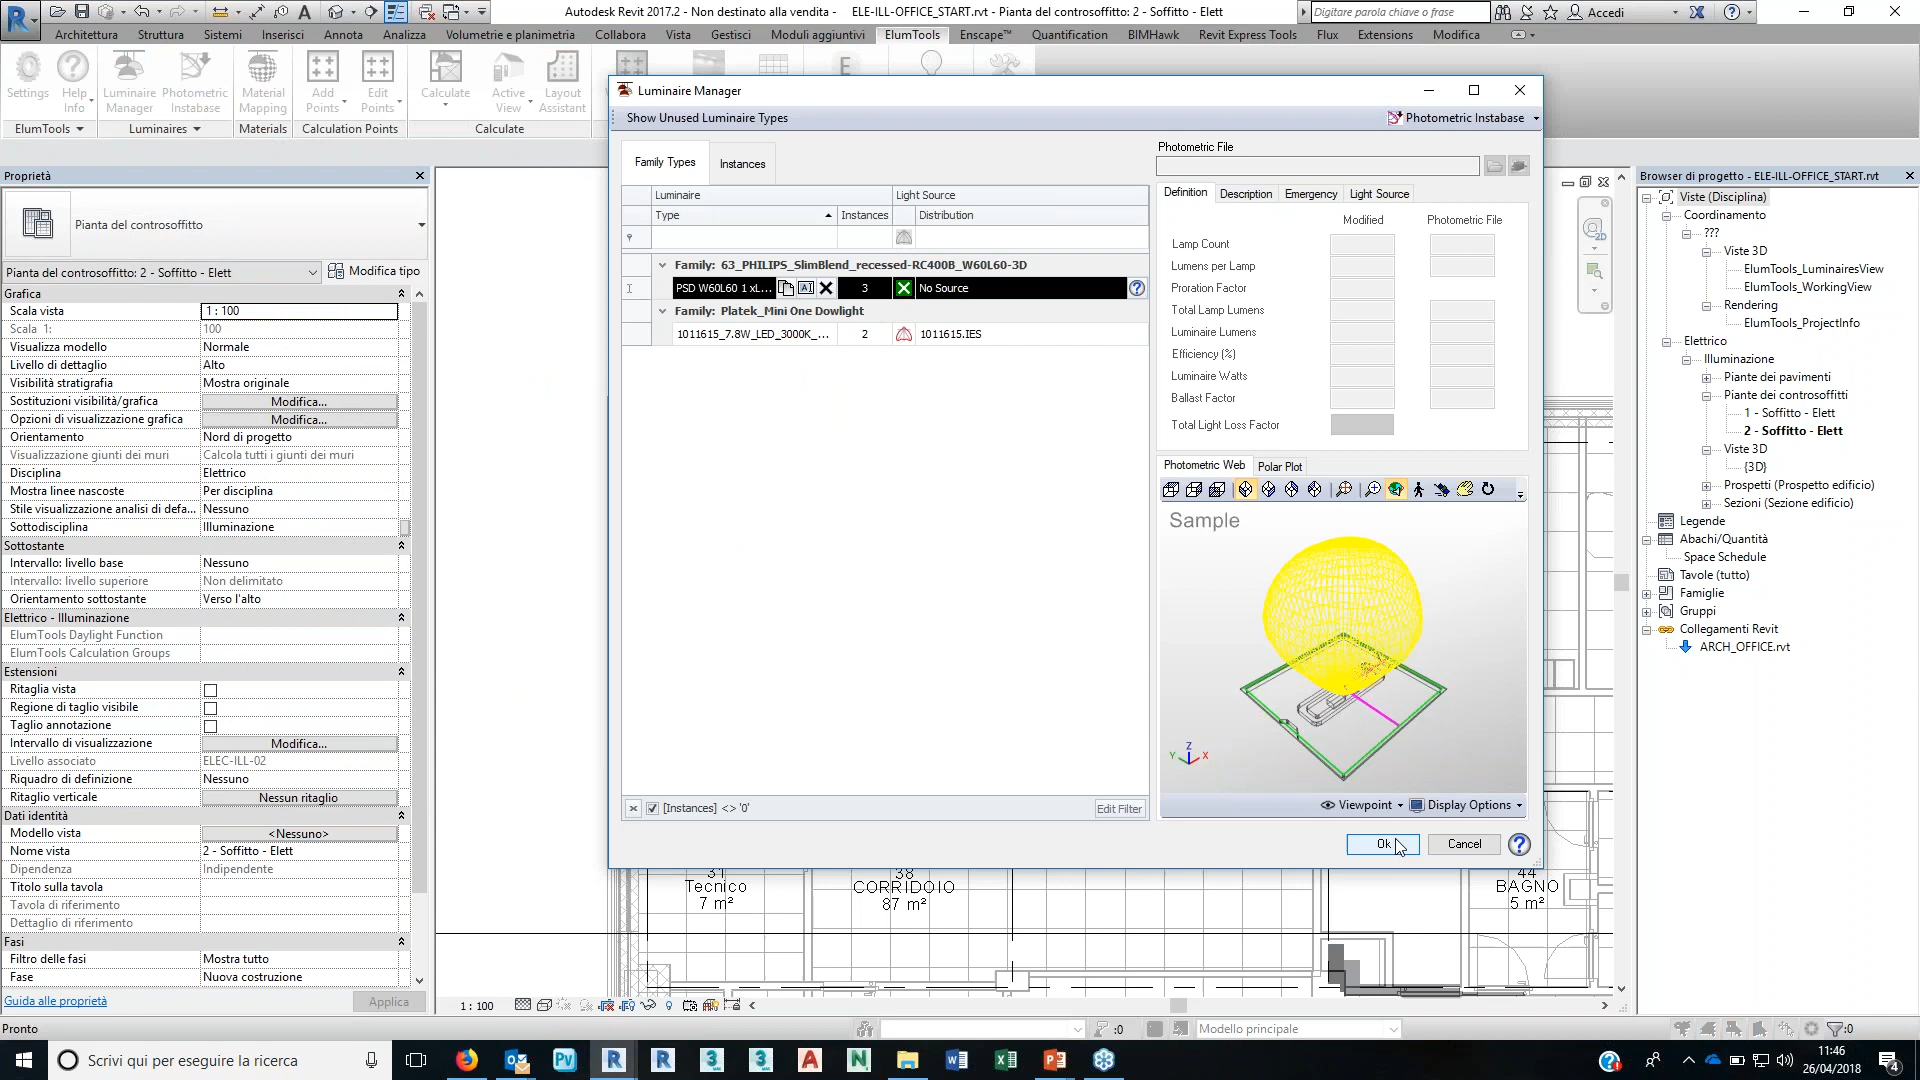 Autodesk Revit 2017.2 - Non destinato alla vendita - ELE-ILL-OFFICE_START.rvt - Pianta del controsoffitto: 2 - Soffitto - Elett
Digitare parola chiave o frase
Accedi
Architettura Struttura Sistemi Inserisci Annota Analizza Volumetrie e planimetria Collabora Vista Gestisci Moduli aggiuntivi ElumTools Enscape™ Quantification BIMHawk Revit Express Tools Flux Extensions Modifica
Settings Help Info Luminaire Manager Photometric Instabase Material Mapping Add Points Edit Points Calculate Active View Layout Assistant
ElumTools Luminaires Materials Calculation Points Calculate
Proprietà
Pianta del controsoffitto
Pianta del controsoffitto: 2 - Soffitto - Elett Modifica tipo
Grafica
Scala vista 1 : 100
Scala 1: 100
Visualizza modello Normale
Livello di dettaglio Alto
Visibilità stratigrafia Mostra originale
Sostituzioni visibilità/grafica Modifica...
Opzioni di visualizzazione grafica Modifica...
Orientamento Nord di progetto
Visualizzazione giunti dei muri Calcola tutti i giunti dei muri
Disciplina Elettrico
Mostra linee nascoste Per disciplina
Stile visualizzazione analisi di defa... Nessuno
Sottodisciplina Illuminazione
Sottostante
Intervallo: livello base Nessuno
Intervallo: livello superiore Non delimitato
Orientamento sottostante Verso l'alto
Elettrico - Illuminazione
ElumTools Daylight Function
ElumTools Calculation Groups
Estensioni
Ritaglia vista
Regione di taglio visibile
Taglio annotazione
Intervallo di visualizzazione Modifica...
Livello associato ELEC-ILL-02
Riquadro di definizione Nessuno
Ritaglio verticale Nessun ritaglio
Dati identità
Modello vista <Nessuno>
Nome vista 2 - Soffitto - Elett
Dipendenza Indipendente
Titolo sulla tavola
Tavola di riferimento
Dettaglio di riferimento
Fasi
Filtro delle fasi Mostra tutto
Fase Nuova costruzione
Guida alle proprietà Applica
Luminaire Manager
Show Unused Luminaire Types Photometric Instabase
Family Types Instances
Luminaire Light Source
Type Instances Distribution
Family: 63_PHILIPS_SlimBlend_recessed-RC400B_W60L60-3D
PSD W60L60 1 xL... 3 No Source
Family: Platek_Mini One Dowlight
1011615_7.8W_LED_3000K_... 2 1011615.IES
[Instances] <> '0' Edit Filter
Photometric File
Definition Description Emergency Light Source
Modified Photometric File
Lamp Count
Lumens per Lamp
Proration Factor
Total Lamp Lumens
Luminaire Lumens
Efficiency (%)
Luminaire Watts
Ballast Factor
Total Light Loss Factor
Photometric Web Polar Plot
Sample
Z
Y X
Viewpoint Display Options
Ok Cancel
31
Tecnico
7 m²
38
CORRIDOIO
87 m²
44
BAGNO
5 m²
Browser di progetto - ELE-ILL-OFFICE_START.rvt
Viste (Disciplina)
Coordinamento
???
Viste 3D
ElumTools_LuminairesView
ElumTools_WorkingView
Rendering
ElumTools_ProjectInfo
Elettrico
Illuminazione
Piante dei pavimenti
Piante dei controsoffitti
1 - Soffitto - Elett
2 - Soffitto - Elett
Viste 3D
{3D}
Prospetti (Prospetto edificio)
Sezioni (Sezione edificio)
Legende
Abachi/Quantità
Space Schedule
Tavole (tutto)
Famiglie
Gruppi
Collegamenti Revit
ARCH_OFFICE.rvt
1 : 100
Pronto :0 Modello principale :0
Scrivi qui per eseguire la ricerca
11:46
26/04/2018
4